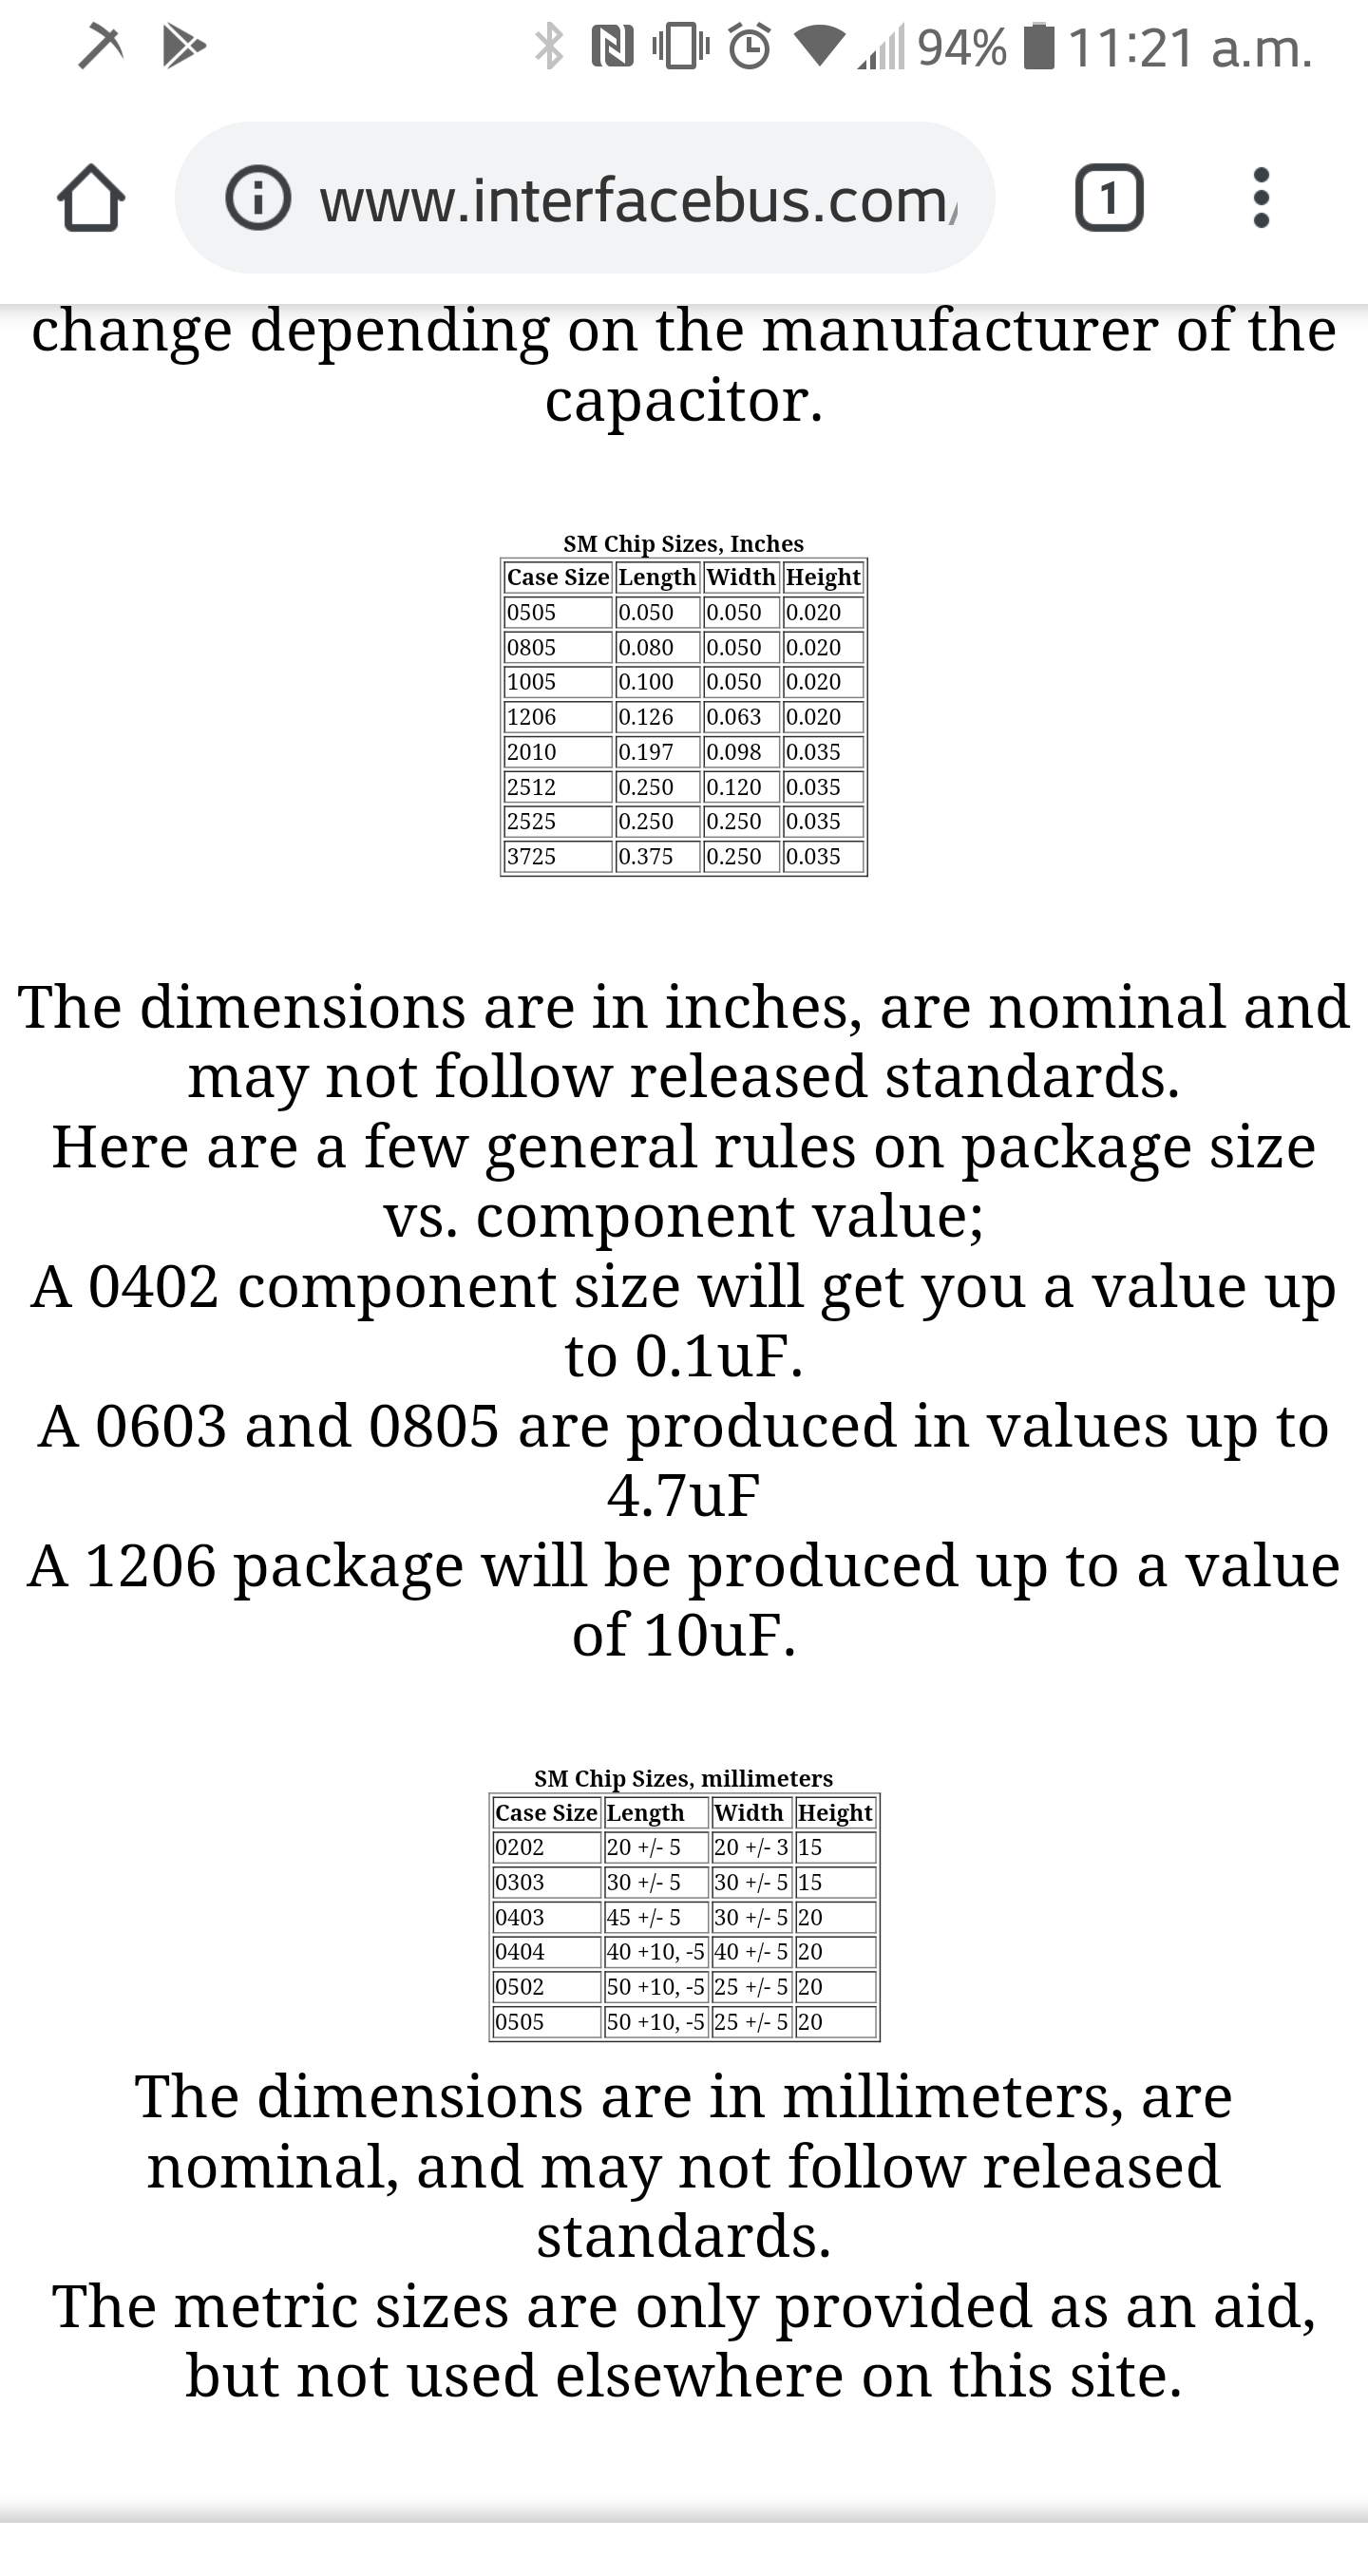 94% 11:21 a.m.
www.interfacebus.com
1
change depending on the manufacturer of the
capacitor.
SM Chip Sizes, Inches
Case Size Length Width Height
0505 0.050 0.050 0.020
0805 0.080 0.050 0.020
1005 0.100 0.050 0.020
1206 0.126 0.063 0.020
2010 0.197 0.098 0.035
2512 0.250 0.120 0.035
2525 0.250 0.250 0.035
3725 0.375 0.250 0.035
The dimensions are in inches, are nominal and
may not follow released standards.
Here are a few general rules on package size
vs. component value;
A 0402 component size will get you a value up
to 0.1uF.
A 0603 and 0805 are produced in values up to
4.7uF
A 1206 package will be produced up to a value
of 10uF.
SM Chip Sizes, millimeters
Case Size Length Width Height
0202 20 +/- 5 20 +/- 3 15
0303 30 +/- 5 30 +/- 5 15
0403 45 +/- 5 30 +/- 5 20
0404 40 +10, -5 40 +/- 5 20
0502 50 +10, -5 25 +/- 5 20
0505 50 +10, -5 25 +/- 5 20
The dimensions are in millimeters, are
nominal, and may not follow released
standards.
The metric sizes are only provided as an aid,
but not used elsewhere on this site.